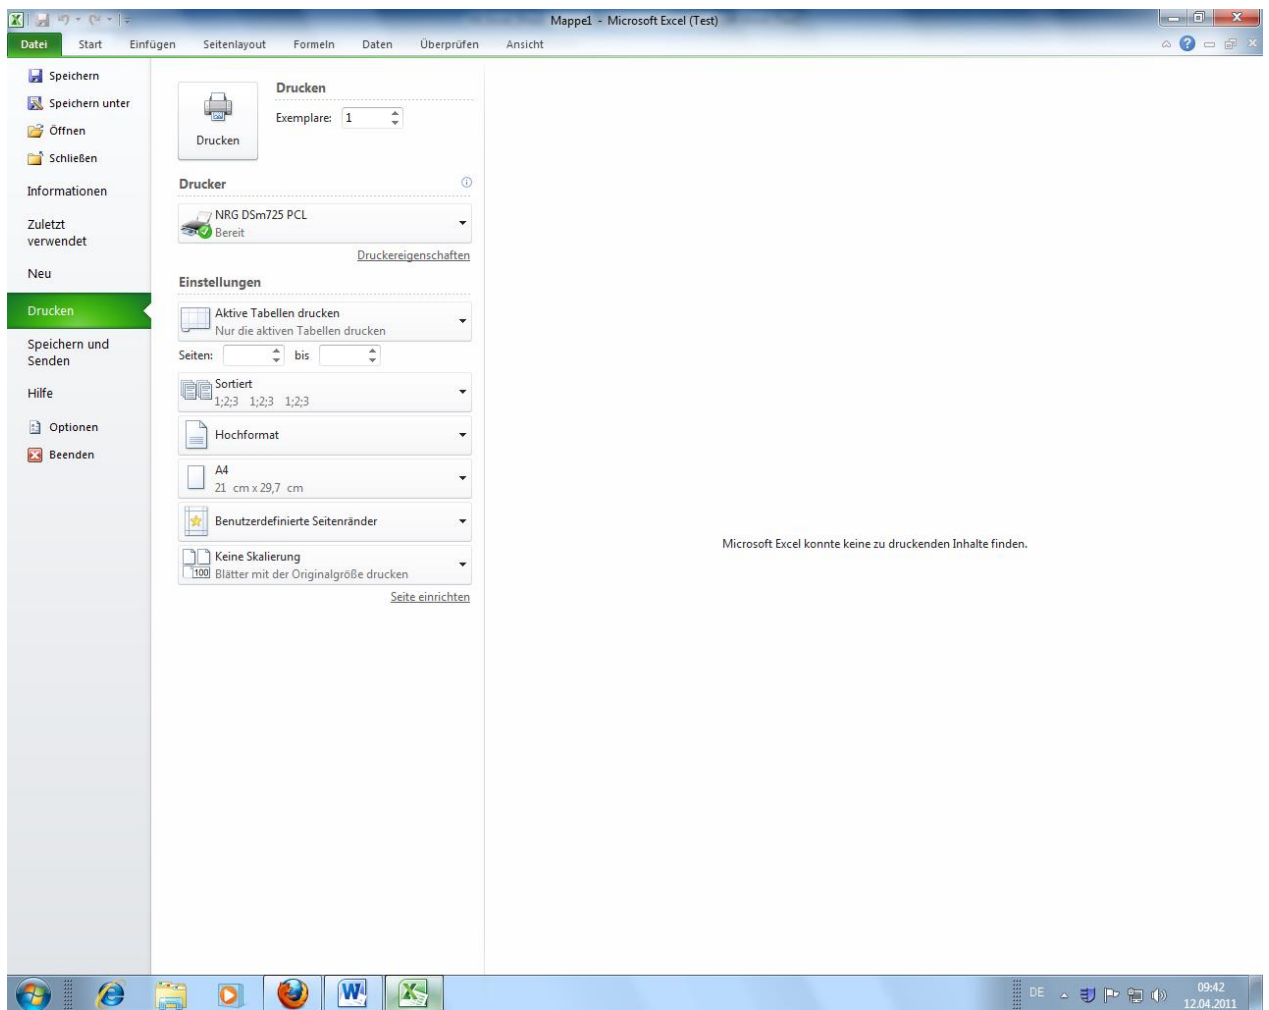 Mappe1 - Microsoft Excel (Test)
Datei Start Einfügen Seitenlayout Formeln Daten Überprüfen Ansicht
Speichern
Speichern unter
Öffnen
Schließen
Informationen
Zuletzt
verwendet
Neu
Drucken
Speichern und
Senden
Hilfe
Optionen
Beenden
Drucken
Drucken
Exemplare: 1
Drucker
NRG DSm725 PCL
Bereit
Druckereigenschaften
Einstellungen
Aktive Tabellen drucken
Nur die aktiven Tabellen drucken
Seiten: bis
Sortiert
1;2;3 1;2;3 1;2;3
Hochformat
A4
21 cm x 29,7 cm
Benutzerdefinierte Seitenränder
Keine Skalierung
100 Blätter mit der Originalgröße drucken
Seite einrichten
Microsoft Excel konnte keine zu druckenden Inhalte finden.
DE
09:42
12.04.2011